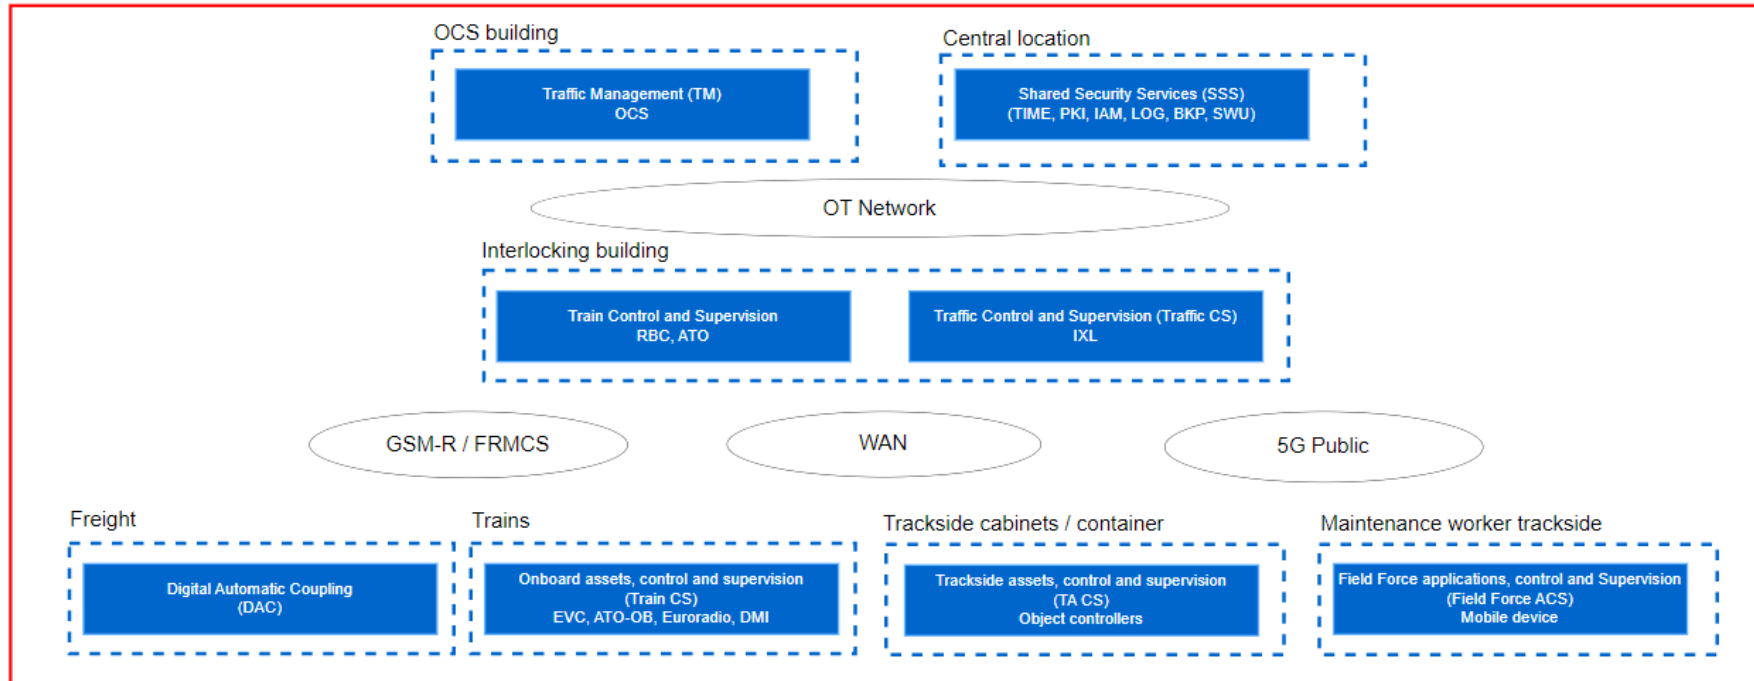 OCS building
Central location
Traffic Management (TM)
OCS
Shared Security Services (SSS)
(TIME, PKI, IAM, LOG, BKP, SWU)
OT Network
Interlocking building
Train Control and Supervision
RBC, ATO
Traffic Control and Supervision (Traffic CS)
IXL
GSM-R / FRMCS
WAN
5G Public
Freight
Trains
Trackside cabinets / container
Maintenance worker trackside
Digital Automatic Coupling
(DAC)
Onboard assets, control and supervision
(Train CS)
EVC, ATO-OB, Euroradio, DMI
Trackside assets, control and supervision
(TA CS)
Object controllers
Field Force applications, control and Supervision
(Field Force ACS)
Mobile device